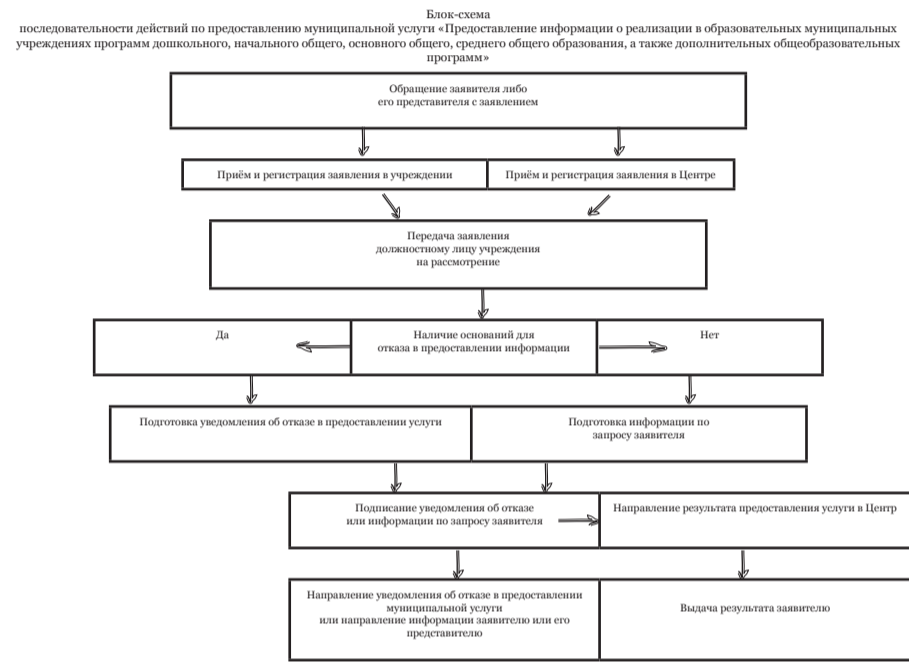 Блок-схема
последовательности действий по предоставлению муниципальной услуги «Предоставление информации о реализации в образовательных муниципальных
учреждениях программ дошкольного, начального общего, основного общего, среднего общего образования, а также дополнительных общеобразовательных
программ»
Обращение заявителя либо
его представителя с заявлением
Приём и регистрация заявления в учреждении
Приём и регистрация заявления в Центре
Передача заявления
должностному лицу учреждения
на рассмотрение
Да
Наличие оснований для
отказа в предоставлении информации
Нет
Подготовка уведомления об отказе в предоставлении услуги
Подготовка информации по
запросу заявителя
Подписание уведомления об отказе
или информации по запросу заявителя
Направление результата предоставления услуги в Центр
Направление уведомления об отказе в предоставлении
муниципальной услуги
или направление информации заявителю или его
представителю
Выдача результата заявителю